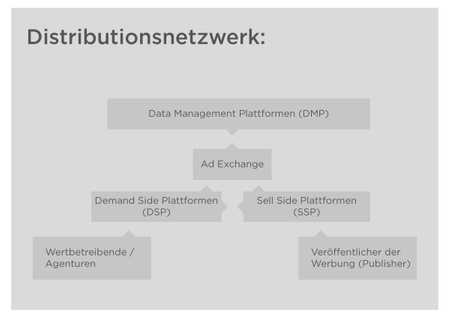 Distributionsnetzwerk:
Data Management Plattformen (DMP)
Ad Exchange
Demand Side Plattformen
(DSP)
Sell Side Plattformen
(SSP)
Wertbetreibende /
Agenturen
Veröffentlicher der
Werbung (Publisher)